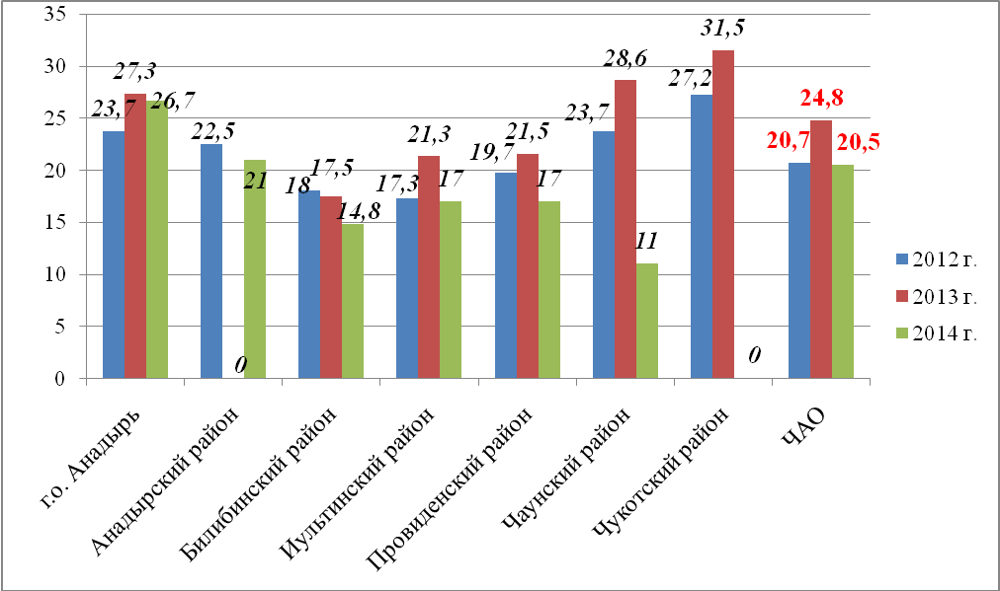 35
30
25
20
15
10
5
0
23,7
27,3
26,7
22,5
0
21
18
17,5
14,8
17,3
21,3
17
19,7
21,5
17
23,7
28,6
11
27,2
31,5
0
20,7
24,8
20,5
г.о. Анадырь
Анадырский район
Билибинский район
Иультинский район
Провиденский район
Чаунский район
Чукотский район
ЧАО
2012 г.
2013 г.
2014 г.